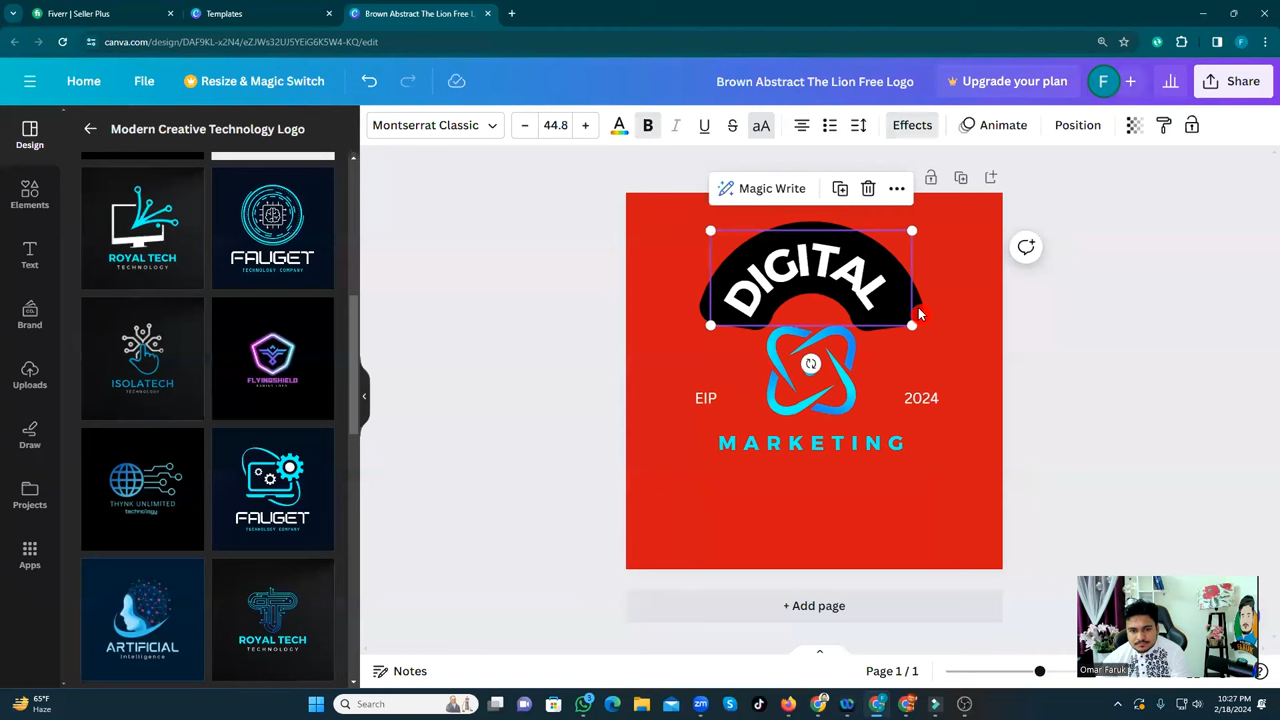 Fiverr | Seller Plus
Templates
Brown Abstract The Lion Free L
canva.com/design/DAF9KL-x2N4/eZJWs32UJ5YEiG6K5W4-KQ/edit
Home
File
Resize & Magic Switch
Brown Abstract The Lion Free Logo
F
Upgrade your plan
Share
Design
Elements
Text
Brand
Uploads
Draw
Projects
Apps
Modern Creative Technology Logo
ROYAL TECH
TECHNOLOGY
FAUGET
TECHNOLOGY COMPANY
ISOLATECH
TECHNOLOGY
FLYINGSHIELD
THYNK UNLIMITED
technology
FAUGET
TECHNOLOGY COMPANY
ARTIFICIAL
Intelligence
ROYAL TECH
TECHNOLOGY
Montserrat Classic
44.8
A
B
I
U
S
aA
Effects
Animate
Position
Magic Write
DIGITAL
EIP
2024
MARKETING
+ Add page
Notes
Page 1 / 1
Omar Faruk
65°F
Haze
Search
10:27 PM
2/18/2024